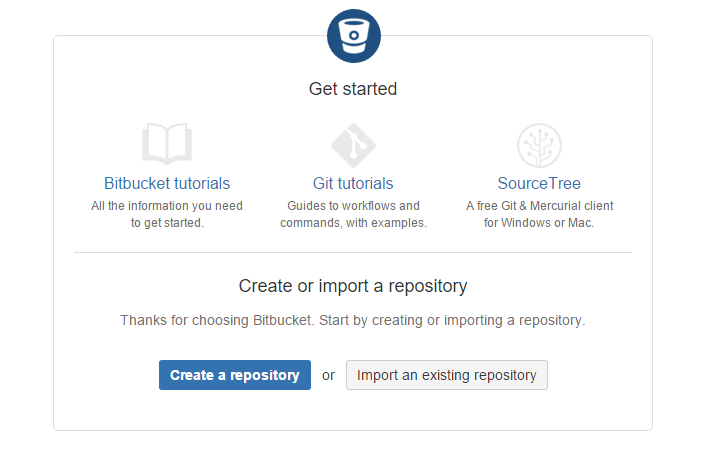 Get started
Bitbucket tutorials
All the information you need
to get started.
Git tutorials
Guides to workflows and
commands, with examples.
SourceTree
A free Git & Mercurial client
for Windows or Mac.
Create or import a repository
Thanks for choosing Bitbucket. Start by creating or importing a repository.
Create a repository or Import an existing repository